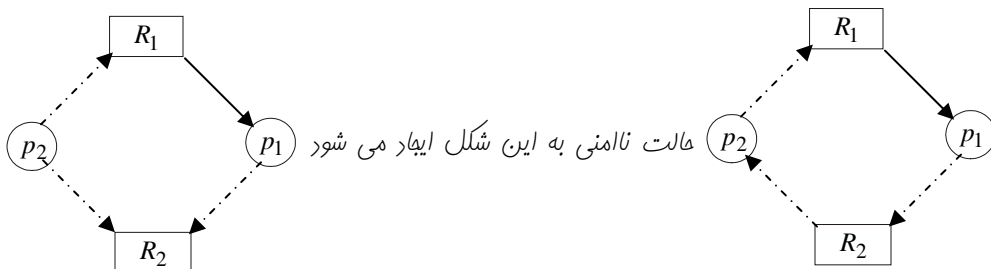 R1 R1
p2 p1 حالت ناامنی به این شکل ایجاد می شود p2 p1
R2 R2